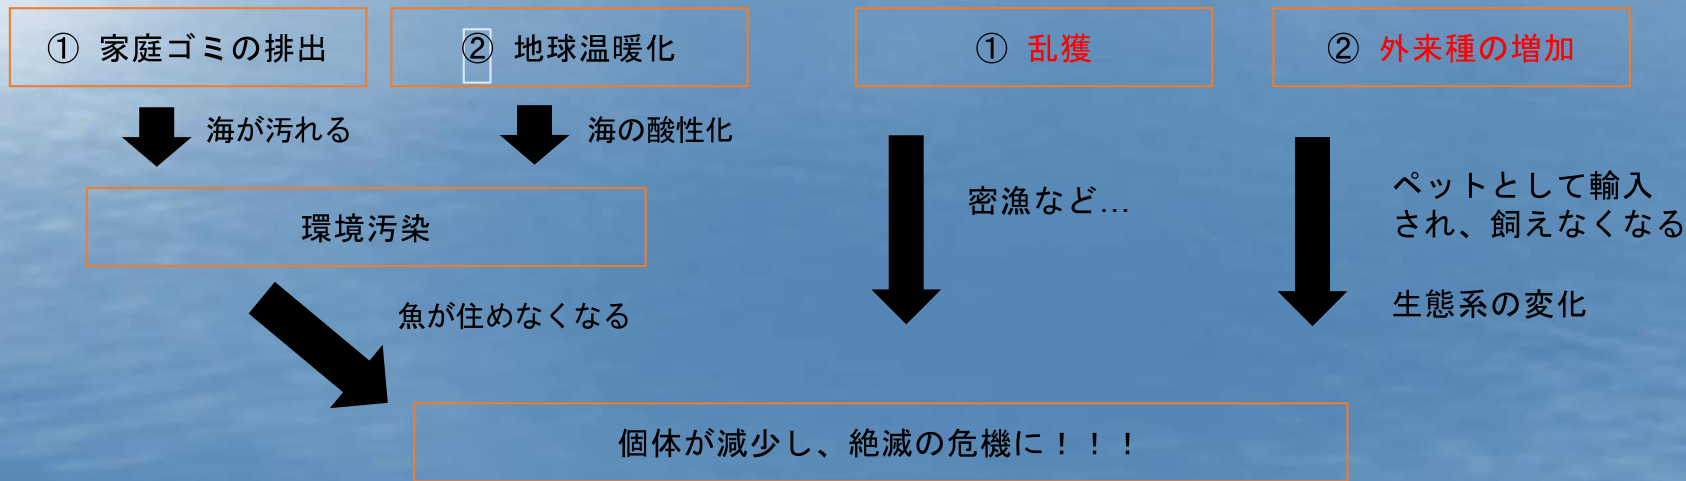 ① 家庭ゴミの排出
② 地球温暖化
① 乱獲
② 外来種の増加
海が汚れる
海の酸性化
密漁など…
ペットとして輸入
され、飼えなくなる
環境汚染
魚が住めなくなる
生態系の変化
個体が減少し、絶滅の危機に！！！